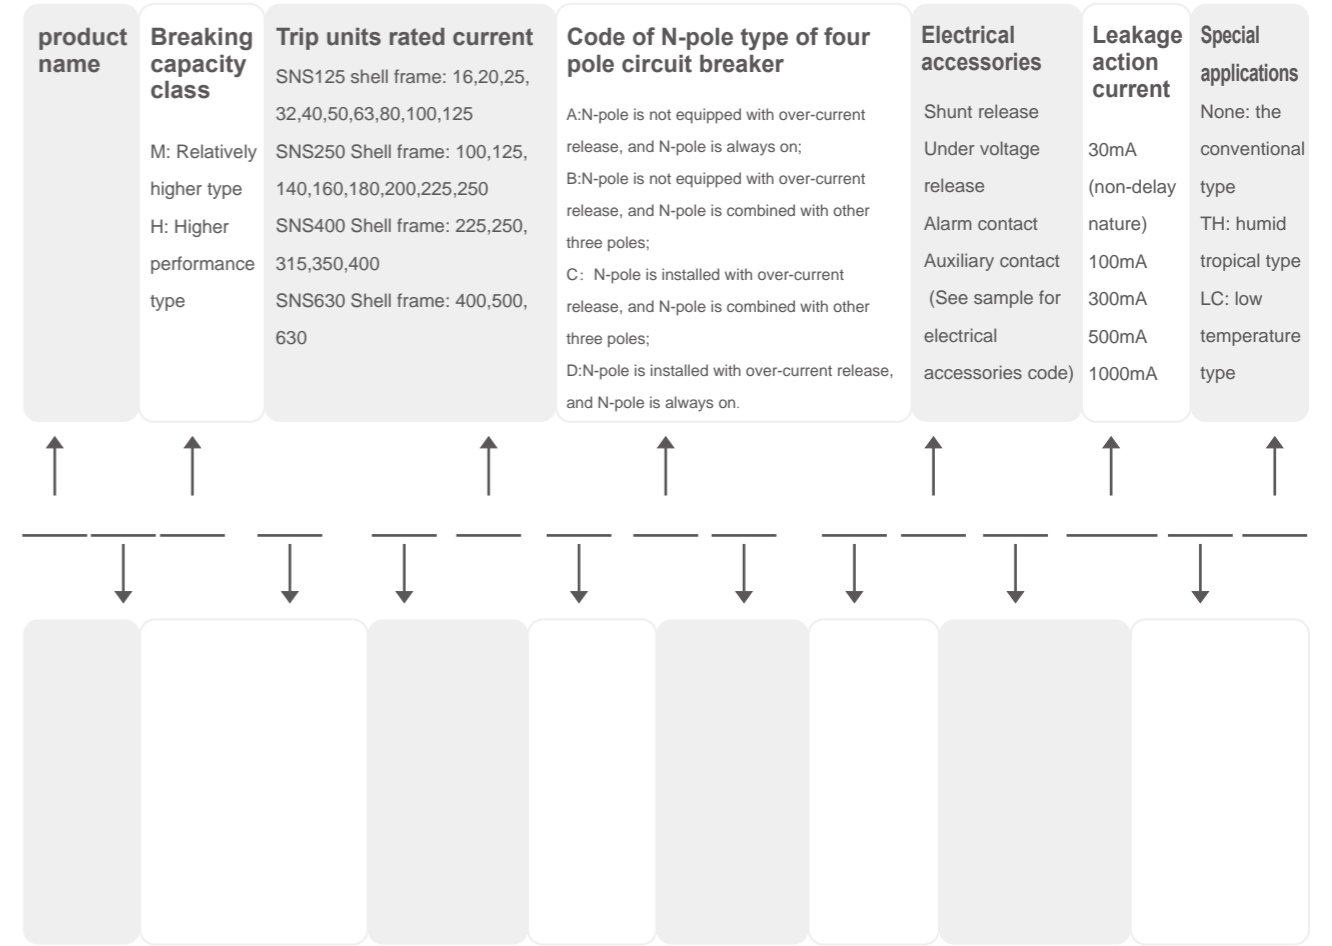 product
name
Breaking
capacity
class
M: Relatively
higher type
H: Higher
performance
type
Trip units rated current
SNS125 shell frame: 16,20,25,
32,40,50,63,80,100,125
SNS250 Shell frame: 100,125,
140,160,180,200,225,250
SNS400 Shell frame: 225,250,
315,350,400
SNS630 Shell frame: 400,500,
630
Code of N-pole type of four
pole circuit breaker
A:N-pole is not equipped with over-current
release, and N-pole is always on;
B:N-pole is not equipped with over-current
release, and N-pole is combined with other
three poles;
C: N-pole is installed with over-current
release, and N-pole is combined with other
three poles;
D:N-pole is installed with over-current release,
and N-pole is always on.
Electrical
accessories
Shunt release
Under voltage
release
Alarm contact
Auxiliary contact
(See sample for
electrical
accessories code)
Leakage
action
current
30mA
(non-delay
nature)
100mA
300mA
500mA
1000mA
Special
applications
None: the
conventional
type
TH: humid
tropical type
LC: low
temperature
type